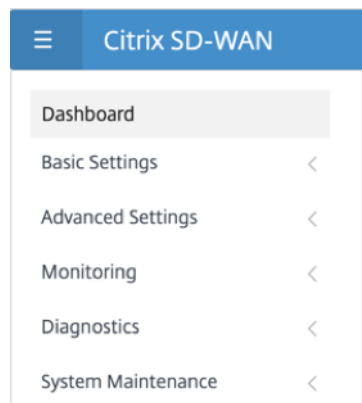 Citrix SD-WAN
Dashboard
Basic Settings
Advanced Settings
Monitoring
Diagnostics
System Maintenance